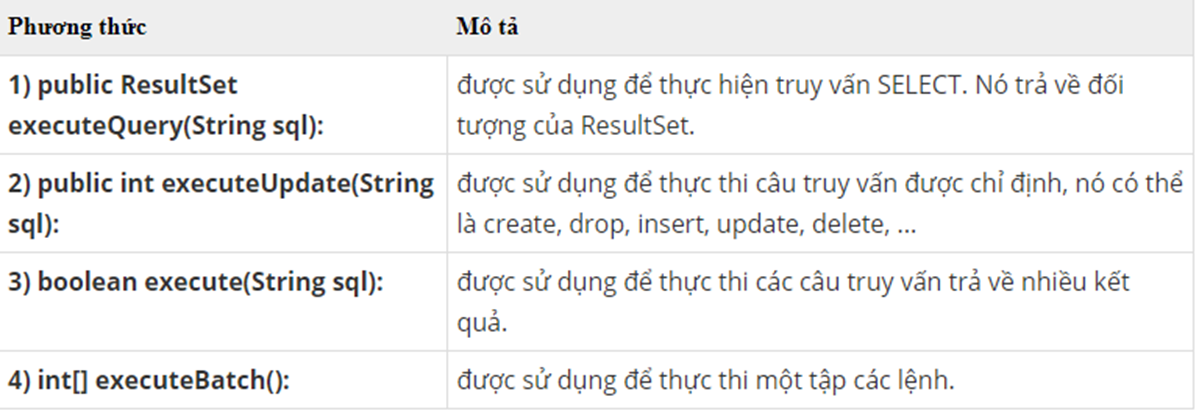 Phương thức
Mô tả
1) public ResultSet
executeQuery(String sql):
được sử dụng để thực hiện truy vấn SELECT. Nó trả về đối
tượng của ResultSet.
2) public int executeUpdate(String
sql):
được sử dụng để thực thi câu truy vấn được chỉ định, nó có thể
là create, drop, insert, update, delete, ...
3) boolean execute(String sql):
được sử dụng để thực thi các câu truy vấn trả về nhiều kết
quả.
4) int[] executeBatch():
được sử dụng để thực thi một tập các lệnh.